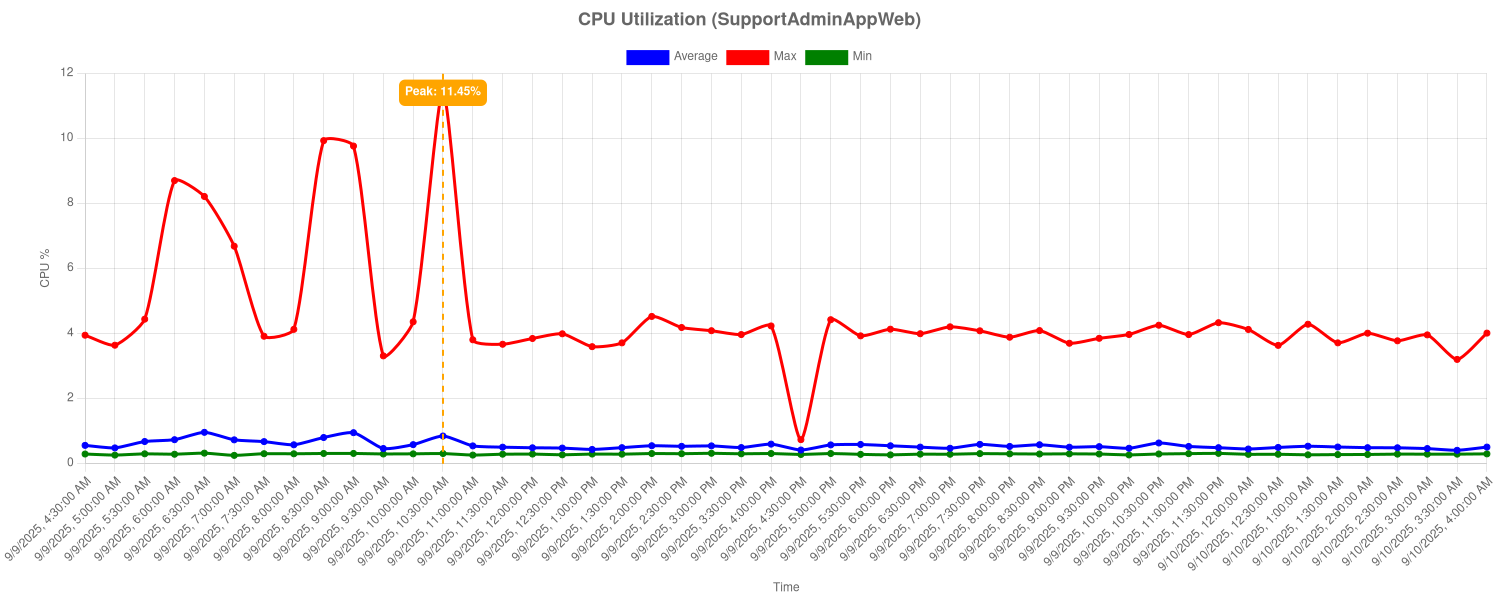 CPU Utilization (SupportAdminAppWeb)
Average Max Min
Peak: 11.45%
12
10
8
6
4
2
0
CPU %
9/9/2025, 4:30:00 AM
9/9/2025, 5:00:00 AM
9/9/2025, 5:30:00 AM
9/9/2025, 6:00:00 AM
9/9/2025, 6:30:00 AM
9/9/2025, 7:00:00 AM
9/9/2025, 7:30:00 AM
9/9/2025, 8:00:00 AM
9/9/2025, 8:30:00 AM
9/9/2025, 9:00:00 AM
9/9/2025, 9:30:00 AM
9/9/2025, 10:00:00 AM
9/9/2025, 10:30:00 AM
9/9/2025, 11:00:00 AM
9/9/2025, 11:30:00 AM
9/9/2025, 12:00:00 PM
9/9/2025, 12:30:00 PM
9/9/2025, 1:00:00 PM
9/9/2025, 1:30:00 PM
9/9/2025, 2:00:00 PM
9/9/2025, 2:30:00 PM
9/9/2025, 3:00:00 PM
9/9/2025, 3:30:00 PM
9/9/2025, 4:00:00 PM
9/9/2025, 4:30:00 PM
9/9/2025, 5:00:00 PM
9/9/2025, 5:30:00 PM
9/9/2025, 6:00:00 PM
9/9/2025, 6:30:00 PM
9/9/2025, 7:00:00 PM
9/9/2025, 7:30:00 PM
9/9/2025, 8:00:00 PM
9/9/2025, 8:30:00 PM
9/9/2025, 9:00:00 PM
9/9/2025, 9:30:00 PM
9/9/2025, 10:00:00 PM
9/9/2025, 10:30:00 PM
9/9/2025, 11:00:00 PM
9/9/2025, 11:30:00 PM
9/10/2025, 12:00:00 AM
9/10/2025, 12:30:00 AM
9/10/2025, 1:00:00 AM
9/10/2025, 1:30:00 AM
9/10/2025, 2:00:00 AM
9/10/2025, 2:30:00 AM
9/10/2025, 3:00:00 AM
9/10/2025, 3:30:00 AM
9/10/2025, 4:00:00 AM
Time